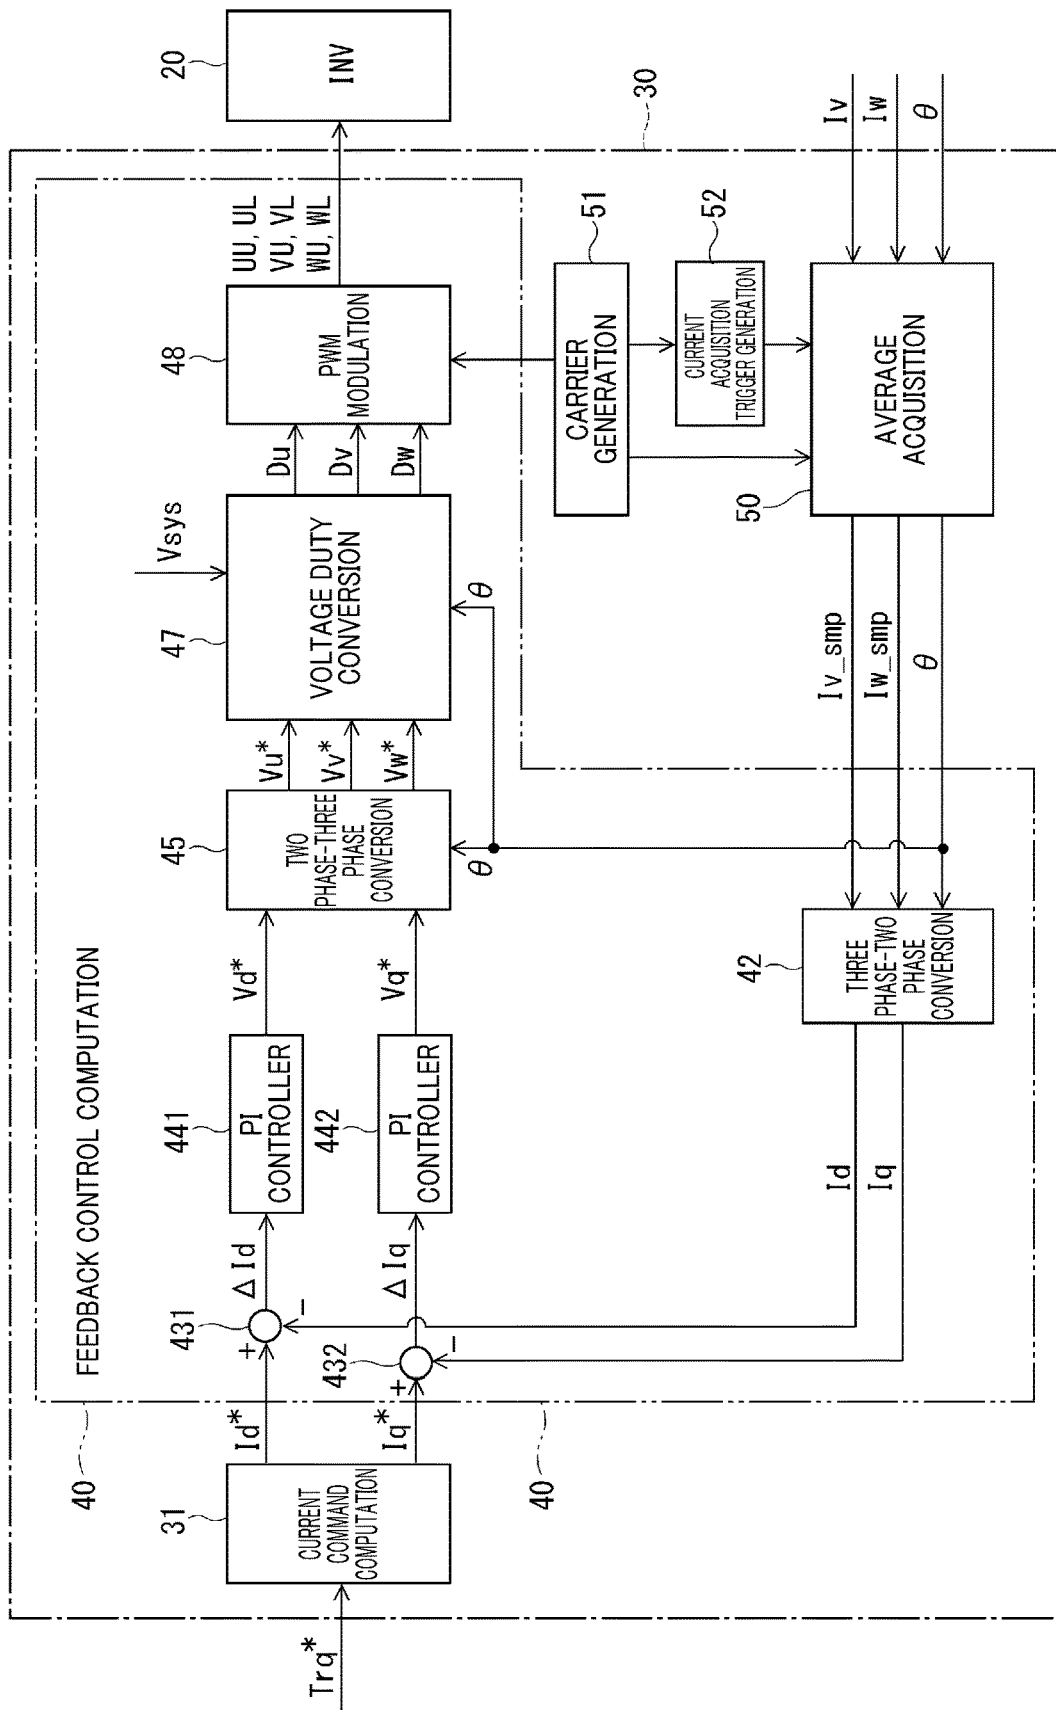 FEEDBACK CONTROL COMPUTATION
40
30
Trq*
31
CURRENT
COMMAND
COMPUTATION
Id*
Iq*
40
431
432
+
-
+
-
ΔId
ΔIq
441
PI
CONTROLLER
442
PI
CONTROLLER
Vd*
Vq*
45
TWO
PHASE-THREE
PHASE
CONVERSION
θ
Vu*
Vv*
Vw*
47
VOLTAGE DUTY
CONVERSION
Vsys
θ
Du
Dv
Dw
48
PWM
MODULATION
UU, UL
VU, VL
WU, WL
20
INV
51
CARRIER
GENERATION
52
CURRENT
ACQUISITION
TRIGGER GENERATION
50
AVERAGE
ACQUISITION
Iv
Iw
θ
Iv_smp
Iw_smp
θ
42
THREE
PHASE-TWO
PHASE
CONVERSION
Id
Iq